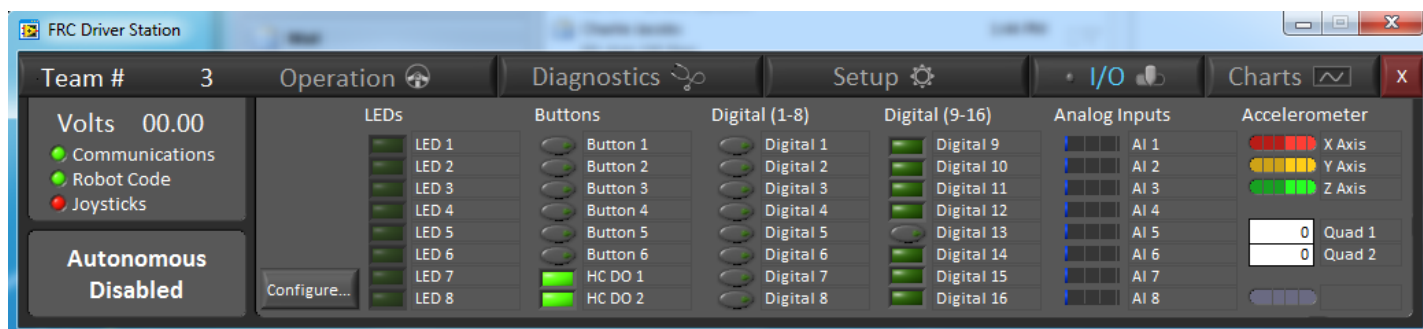 FRC Driver Station
Team # 3 Operation Diagnostics Setup I/O Charts X
Volts 00.00
Communications
Robot Code
Joysticks
Autonomous
Disabled
Configure...
LEDs
LED 1
LED 2
LED 3
LED 4
LED 5
LED 6
LED 7
LED 8
Buttons
Button 1
Button 2
Button 3
Button 4
Button 5
Button 6
HC DO 1
HC DO 2
Digital (1-8)
Digital 1
Digital 2
Digital 3
Digital 4
Digital 5
Digital 6
Digital 7
Digital 8
Digital (9-16)
Digital 9
Digital 10
Digital 11
Digital 12
Digital 13
Digital 14
Digital 15
Digital 16
Analog Inputs
AI 1
AI 2
AI 3
AI 4
AI 5
AI 6
AI 7
AI 8
Accelerometer
X Axis
Y Axis
Z Axis
0 Quad 1
0 Quad 2